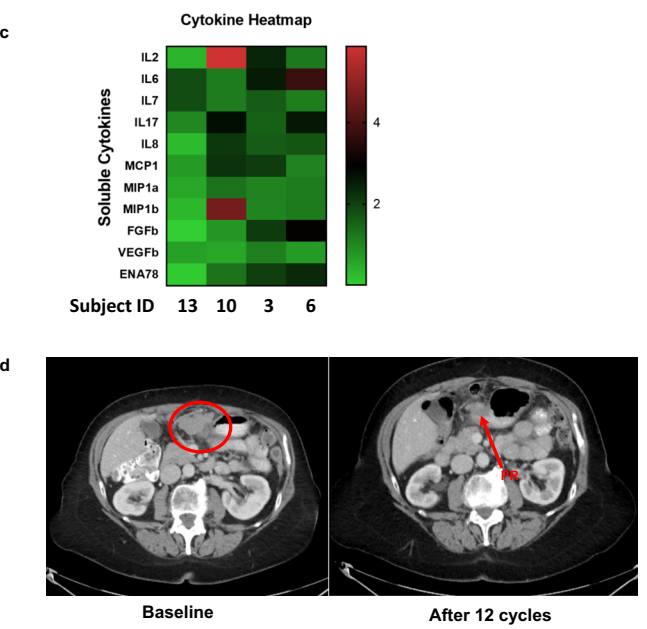 c
Cytokine Heatmap
Soluble Cytokines
IL2
IL6
IL7
IL17
IL8
MCP1
MIP1a
MIP1b
FGFb
VEGFb
ENA78
4
2
Subject ID 13 10 3 6
d
PR
Baseline
After 12 cycles